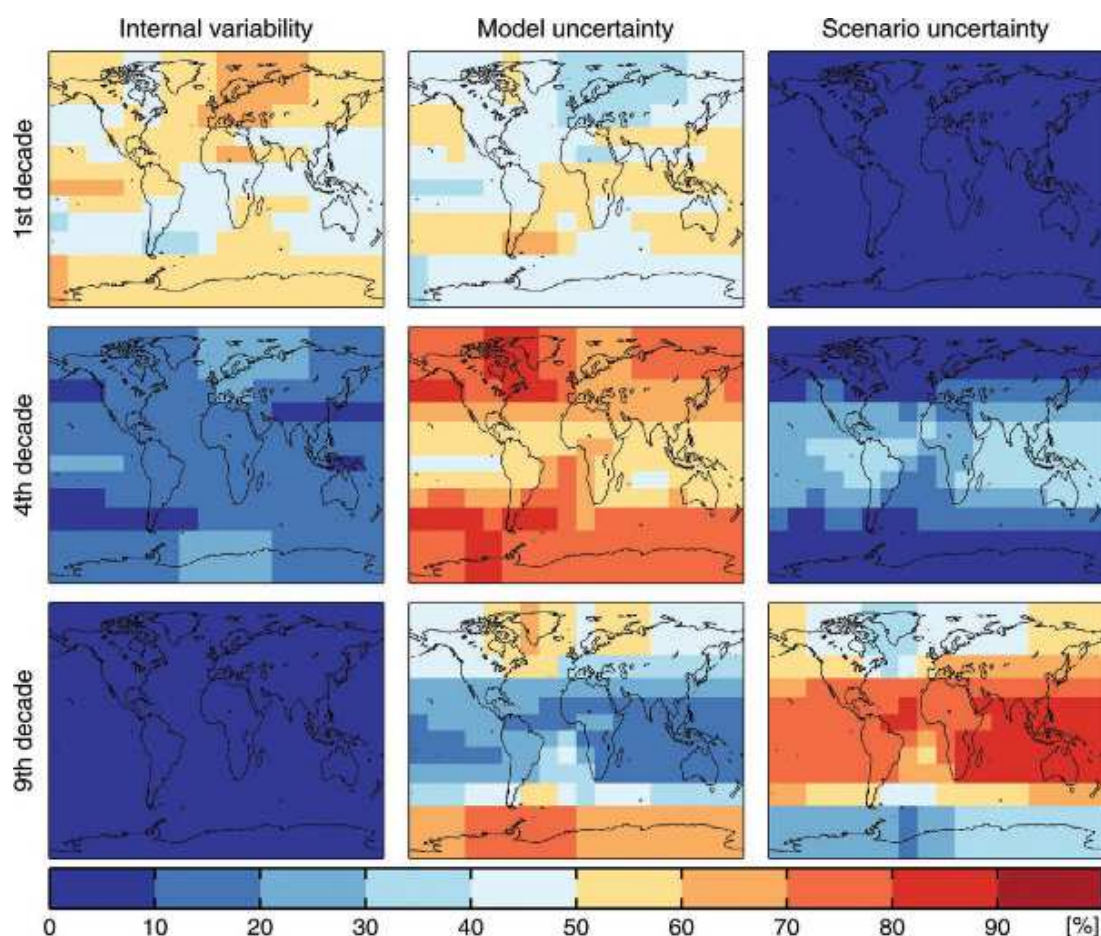 Internal variability Model uncertainty Scenario uncertainty
1st decade
4th decade
9th decade
0 10 20 30 40 50 60 70 80 90 [%]